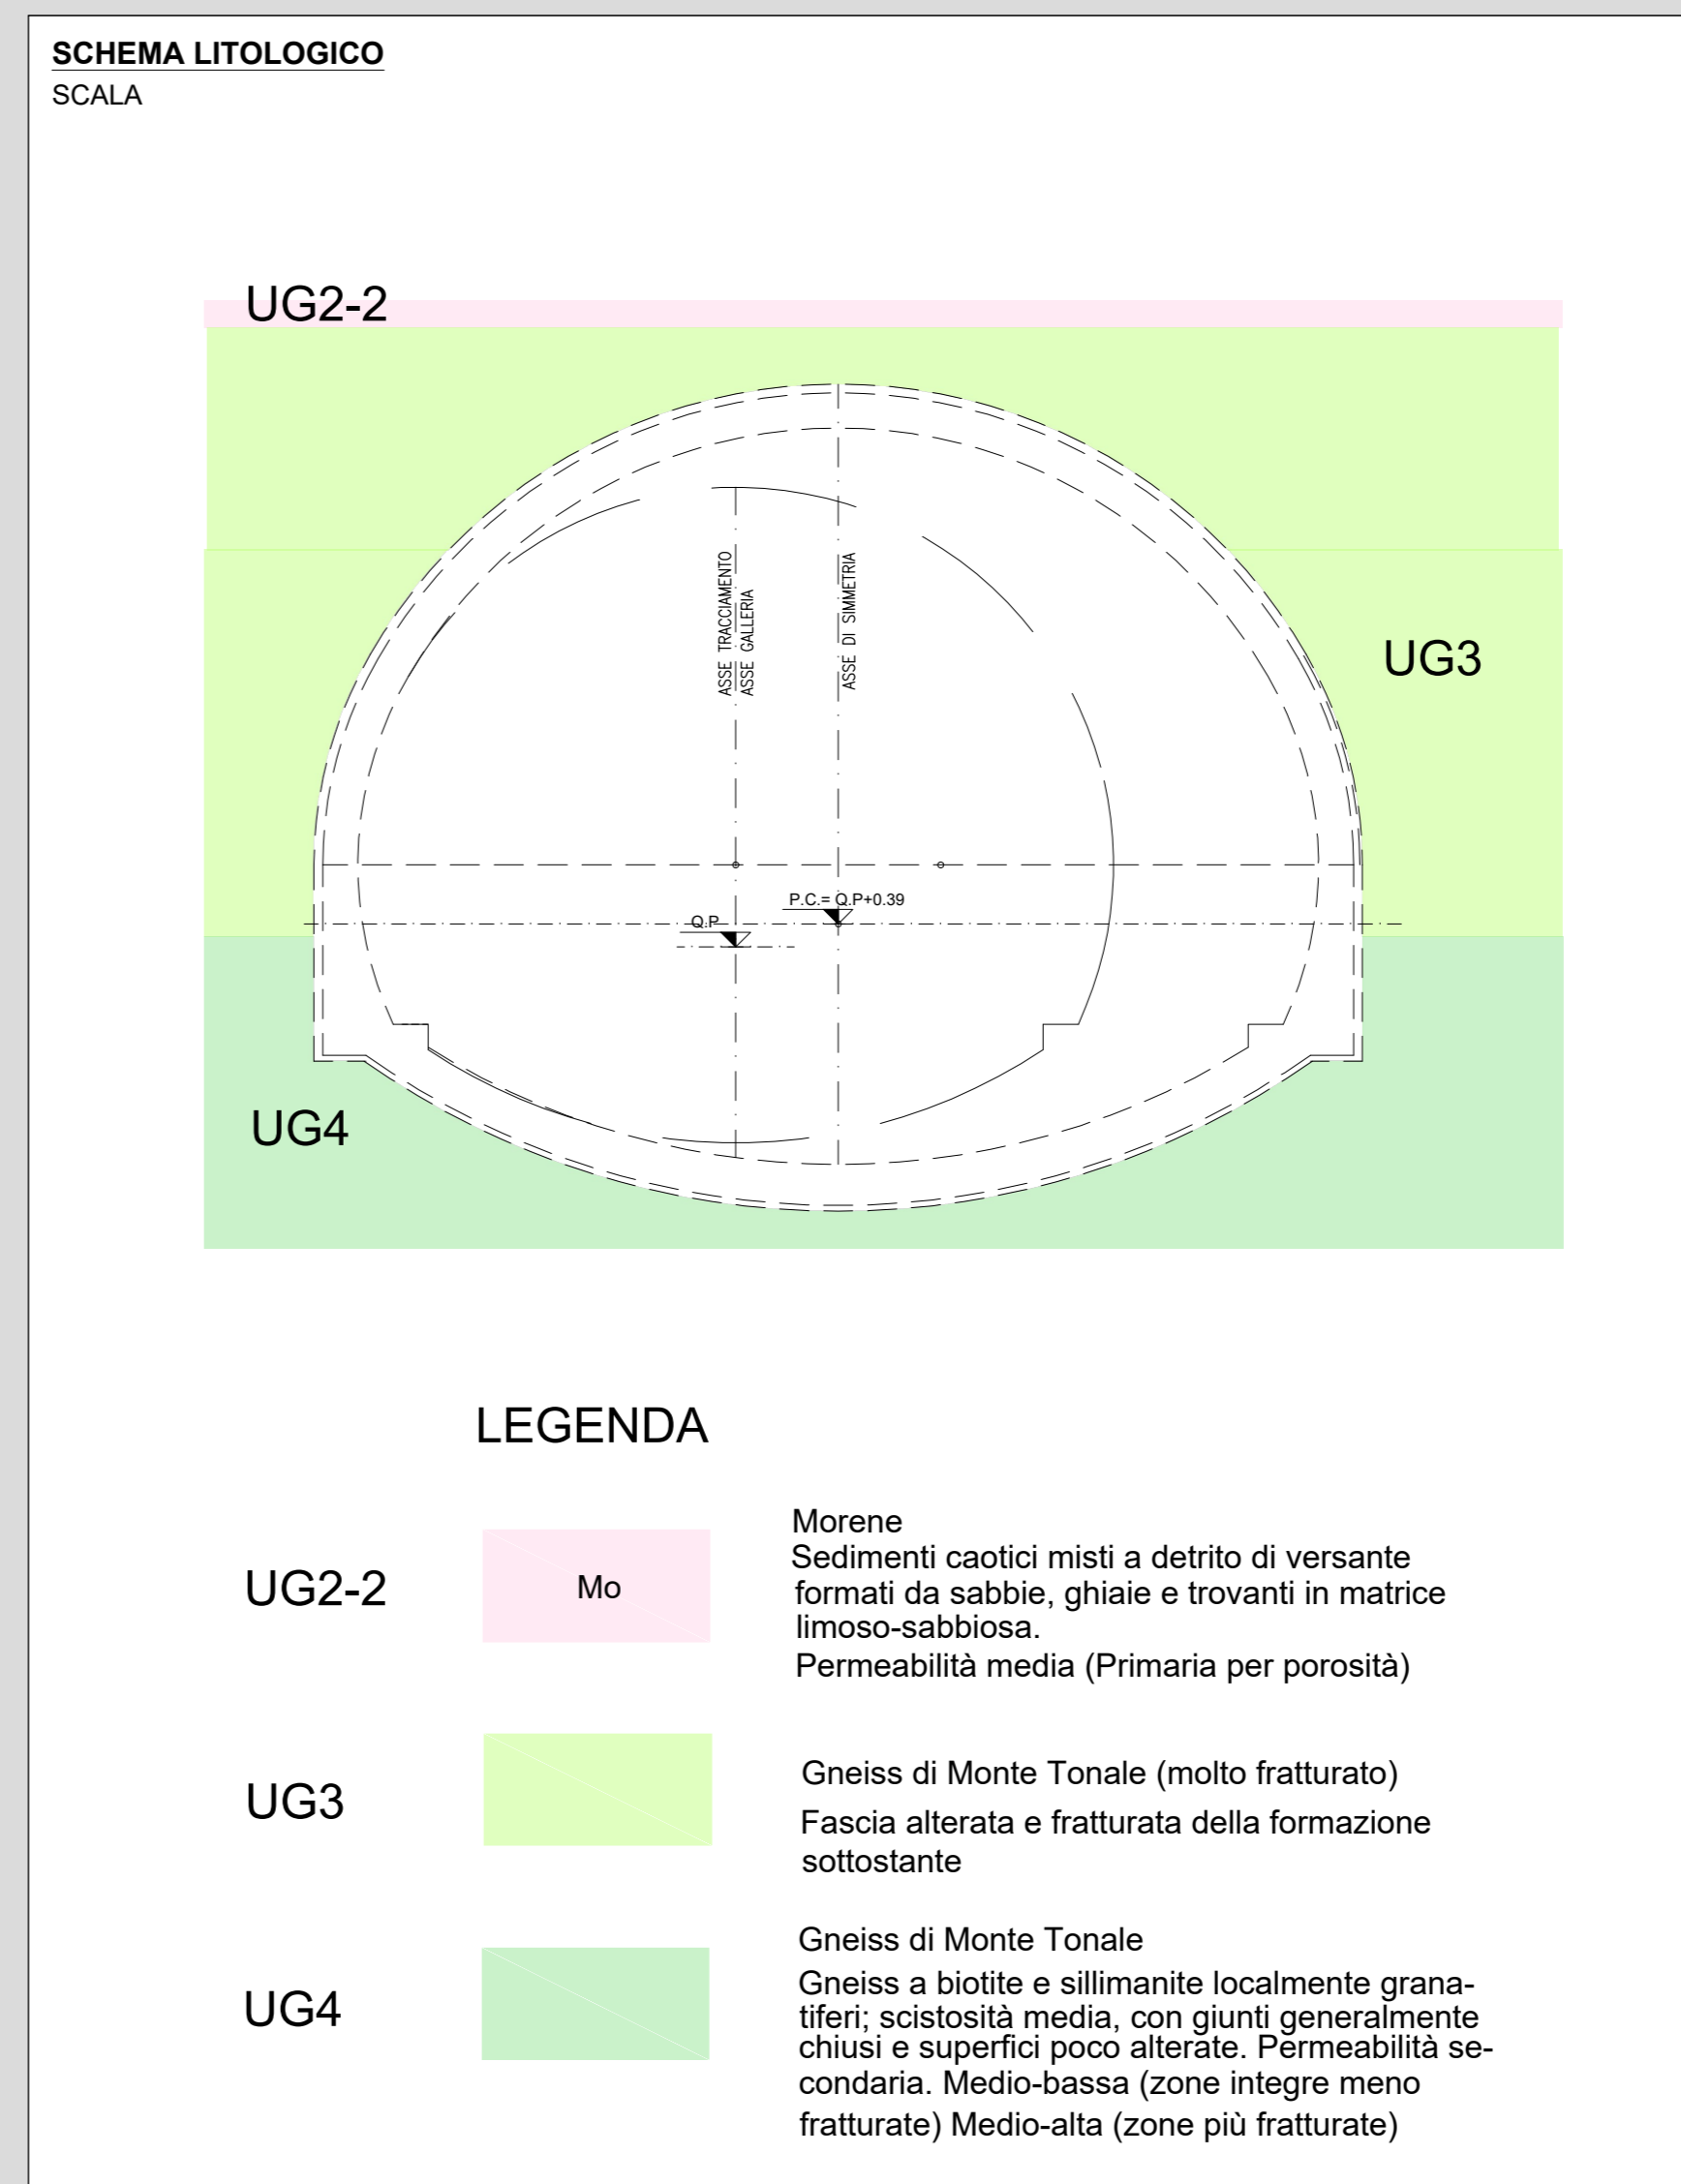 SCHEMA LITOLOGICO
SCALA
UG2-2
ASSE TRACCIAMENTO
ASSE GALLERIA
ASSE DI SIMMETRIA
UG3
P.C.= Q.P+0.39
Q.P
UG4
LEGENDA
UG2-2
Mo
Morene
Sedimenti caotici misti a detrito di versante
formati da sabbie, ghiaie e trovanti in matrice
limoso-sabbiosa.
Permeabilità media (Primaria per porosità)
UG3
Gneiss di Monte Tonale (molto fratturato)
Fascia alterata e fratturata della formazione
sottostante
UG4
Gneiss di Monte Tonale
Gneiss a biotite e sillimanite localmente grana-
tiferi; scistosità media, con giunti generalmente
chiusi e superfici poco alterate. Permeabilità se-
condaria. Medio-bassa (zone integre meno
fratturate) Medio-alta (zone più fratturate)